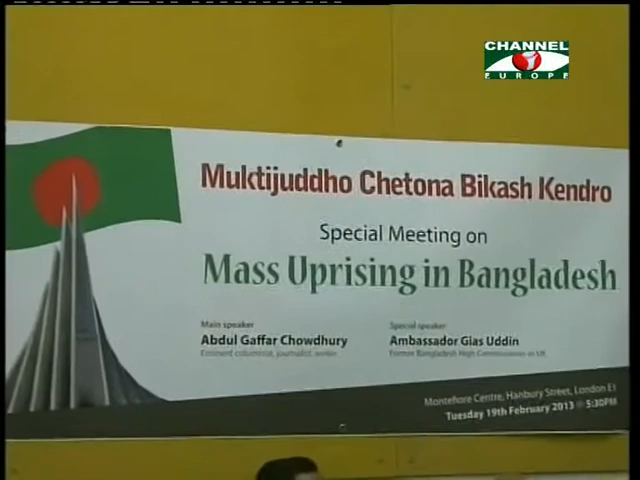 CHANNEL
EUROPE
Muktijuddho Chetona Bikash Kendro
Special Meeting on
Mass Uprising in Bangladesh
Main speaker
Abdul Gaffar Chowdhury
Eminent columnist, journalist, writer
Special speaker
Ambassador Gias Uddin
Former Bangladesh High Commissioner in UK
Montefiore Centre, Hanbury Street, London E1
Tuesday 19th February 2013 @ 5:30PM